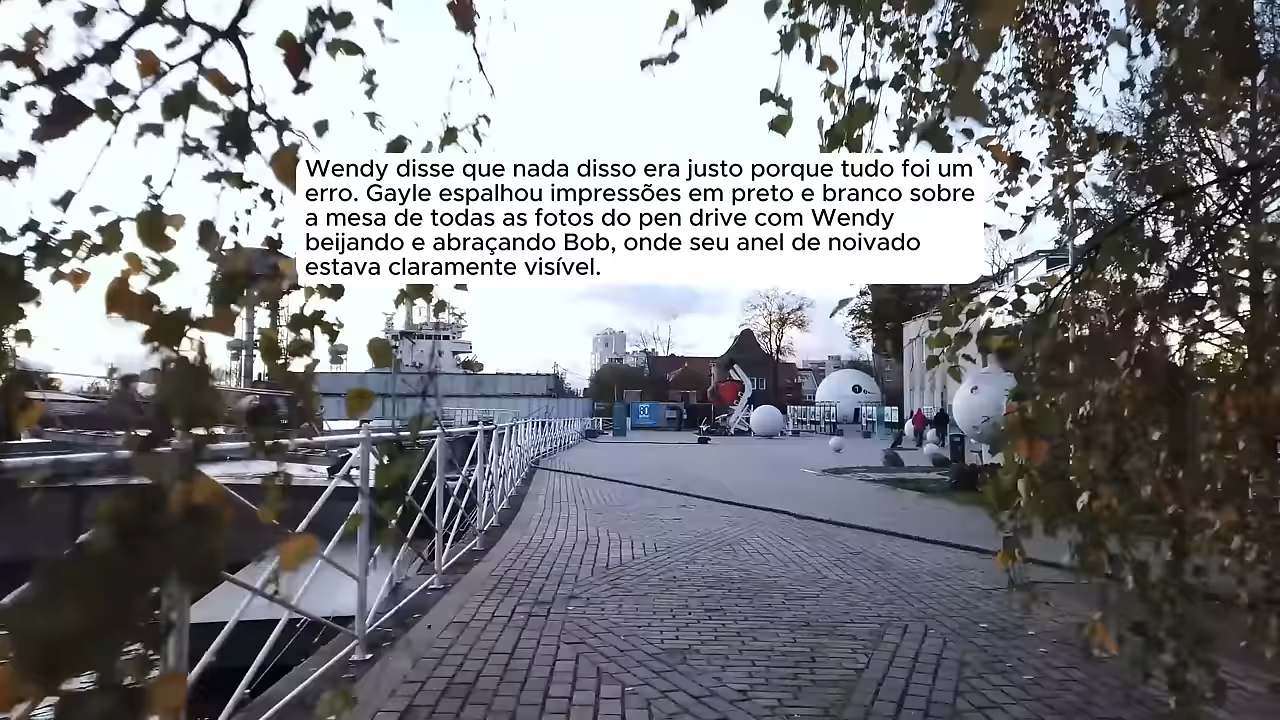 Wendy disse que nada disso era justo porque tudo foi um
erro. Gayle espalhou impressões em preto e branco sobre
a mesa de todas as fotos do pen drive com Wendy
beijando e abraçando Bob, onde seu anel de noivado
estava claramente visível.
80